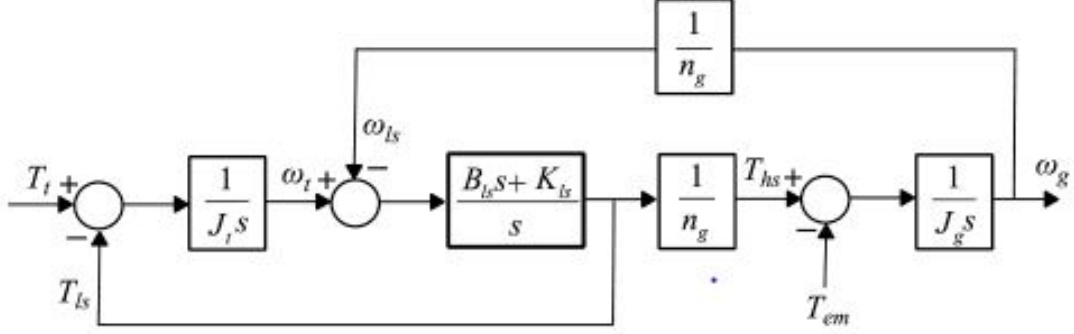 1
n_g
ω_ls
−
T_t + 1 ω_t + B_ls s + K_ls 1 T_hs + 1 ω_g
J_t s s n_g J_g s
− −
T_ls T_em